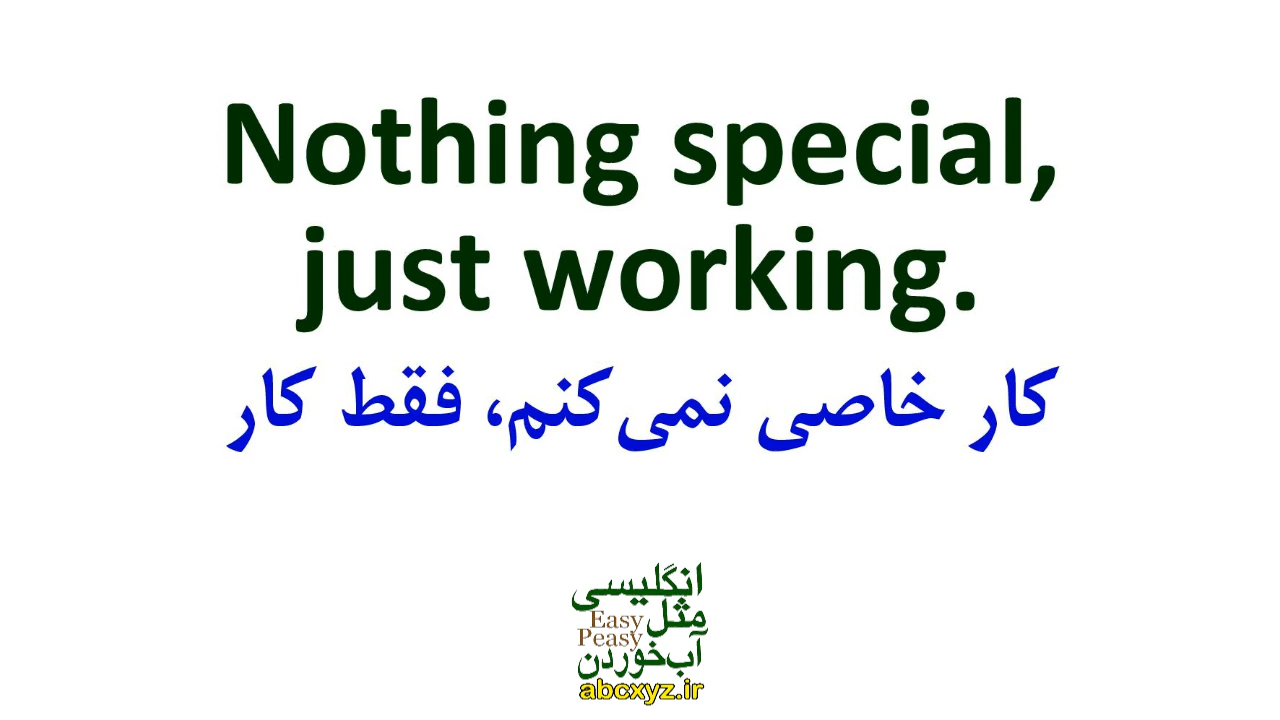 Nothing special,
just working.
کار خاصی نمی‌کنم، فقط کار
انگلیسی
مثل
Easy
Peasy
آب‌خوردن
abcxyz.ir